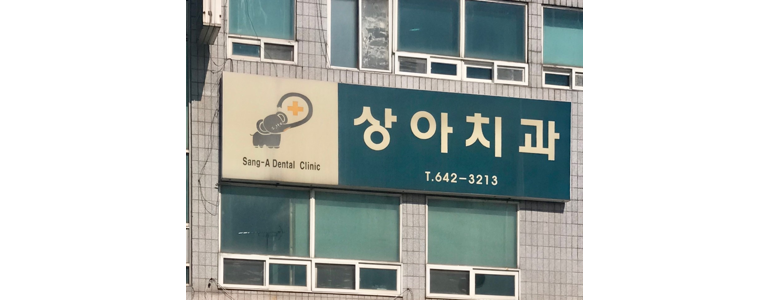 Sang-A Dental Clinic
상아치과
T.642-3213